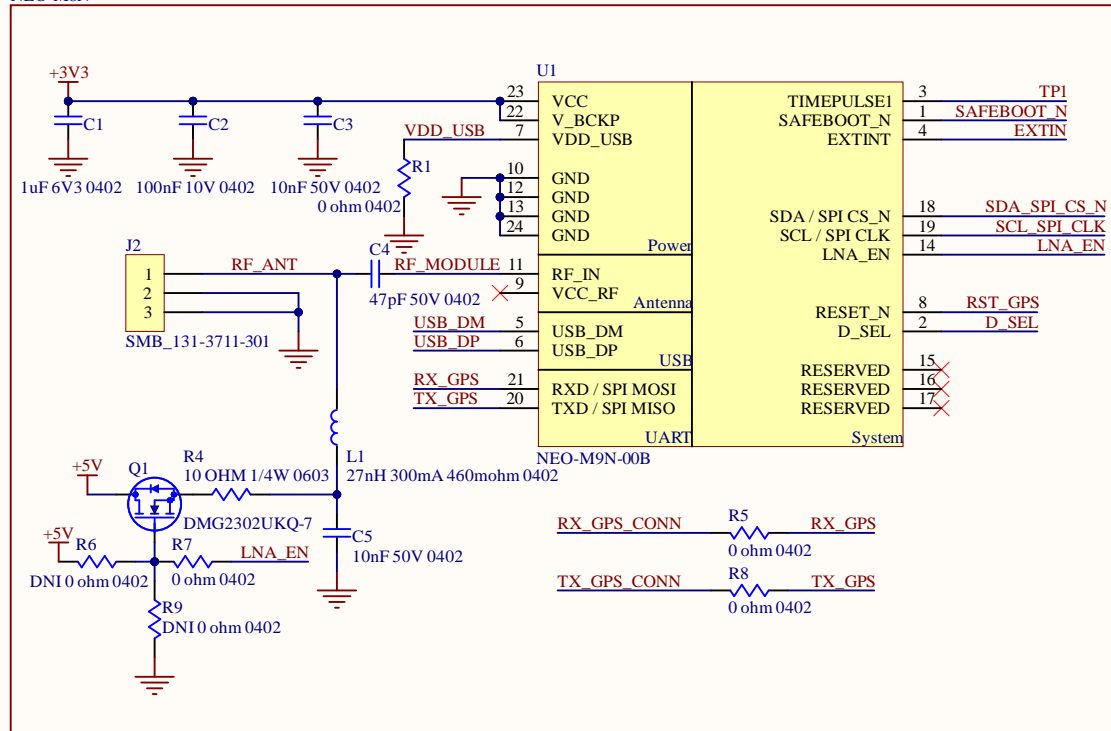 U1
+3V3
C1
C2
C3
1uF 6V3 0402
100nF 10V 0402
10nF 50V 0402
VDD_USB
R1
0 ohm 0402
23 VCC
22 V_BCKP
7 VDD_USB
10 GND
12 GND
13 GND
24 GND
Power
11 RF_IN
9 VCC_RF
Antenna
5 USB_DM
6 USB_DP
USB
21 RXD / SPI MOSI
20 TXD / SPI MISO
UART
TIMEPULSE1 3 TP1
SAFEBOOT_N 1 SAFEBOOT_N
EXTINT 4 EXTIN
SDA / SPI CS_N 18 SDA_SPI_CS_N
SCL / SPI CLK 19 SCL_SPI_CLK
LNA_EN 14 LNA_EN
RESET_N 8 RST_GPS
D_SEL 2 D_SEL
RESERVED 15
RESERVED 16
RESERVED 17
System
NEO-M9N-00B
J2
1
2
3
SMB_131-3711-301
RF_ANT
C4
RF_MODULE
47pF 50V 0402
USB_DM
USB_DP
RX_GPS
TX_GPS
L1
27nH 300mA 460mohm 0402
+5V
Q1
R4
10 OHM 1/4W 0603
DMG2302UKQ-7
C5
10nF 50V 0402
+5V
R6
DNI 0 ohm 0402
R7
0 ohm 0402
LNA_EN
R9
DNI 0 ohm 0402
RX_GPS_CONN R5 RX_GPS
0 ohm 0402
TX_GPS_CONN R8 TX_GPS
0 ohm 0402